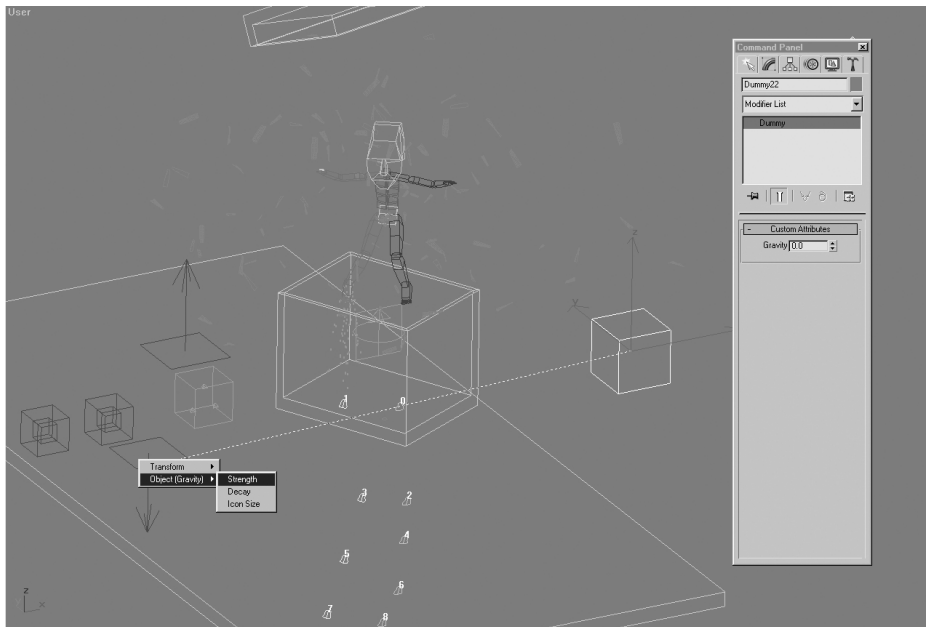 User
Command Panel
Dummy22
Modifier List
Dummy
- Custom Attributes
Gravity 0.0
z
y
1
0
Transform
Object (Gravity)
Strength
Decay
Icon Size
3
2
4
5
6
7
8
z
x